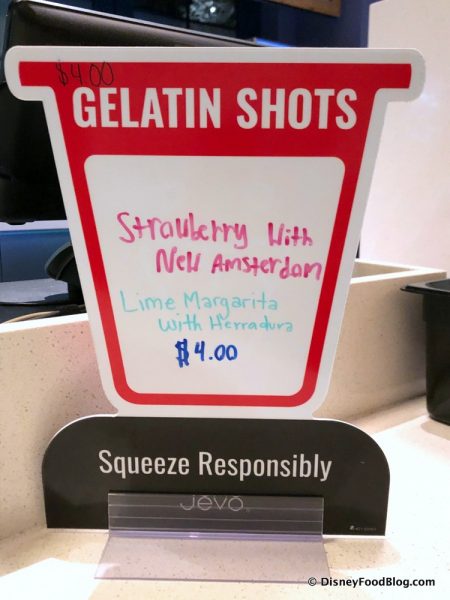 $4.00
GELATIN SHOTS
Strawberry With
New Amsterdam
Lime Margarita
with Herradura
$4.00
Squeeze Responsibly
jevo
© DisneyFoodBlog.com